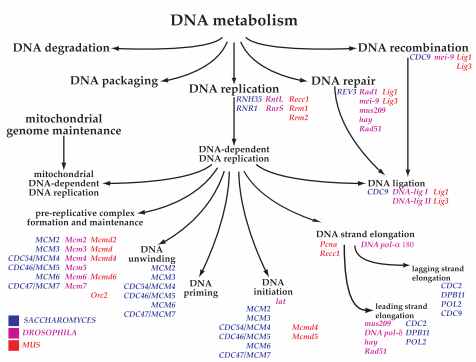 DNA metabolism
DNA degradation
DNA recombination
CDC9 mei-9 Lig1
Lig3
DNA packaging
DNA repair
DNA replication
REV3 Rad1 Lig1
mei-9 Lig3
mus209
hay
Rad51
RNH35 RntL Recc1
RNR1 RnrS Rrm1
Rrm2
mitochondrial
genome maintenance
DNA-dependent
DNA replication
mitochondrial
DNA-dependent
DNA replication
DNA ligation
CDC9 DNA-lig I Lig1
DNA-lig II Lig3
pre-replicative complex
formation and maintenance
MCM2 Mcm2 Mcmd2
MCM3 Mcm3 Mcmd
CDC54/MCM4 Mcm4 Mcmd4
CDC46/MCM5 Mcm5
MCM6 Mcm6 Mcmd6
CDC47/MCM7 Mcm7
Orc2
DNA
unwinding
MCM2
MCM3
CDC54/MCM4
CDC46/MCM5
MCM6
CDC47/MCM7
DNA
priming
DNA
initiation
lat
MCM2
MCM3
CDC54/MCM4 Mcmd4
CDC46/MCM5 Mcmd5
MCM6
CDC47/MCM7
DNA strand elongation
Pcna DNA pol-α 180
Recc1
lagging strand
elongation
CDC2
DPB11
POL2
CDC9
leading strand
elongation
mus209 CDC2
DNA pol-δ DPB11
hay POL2
Rad51
SACCHAROMYCES
DROSOPHILA
MUS